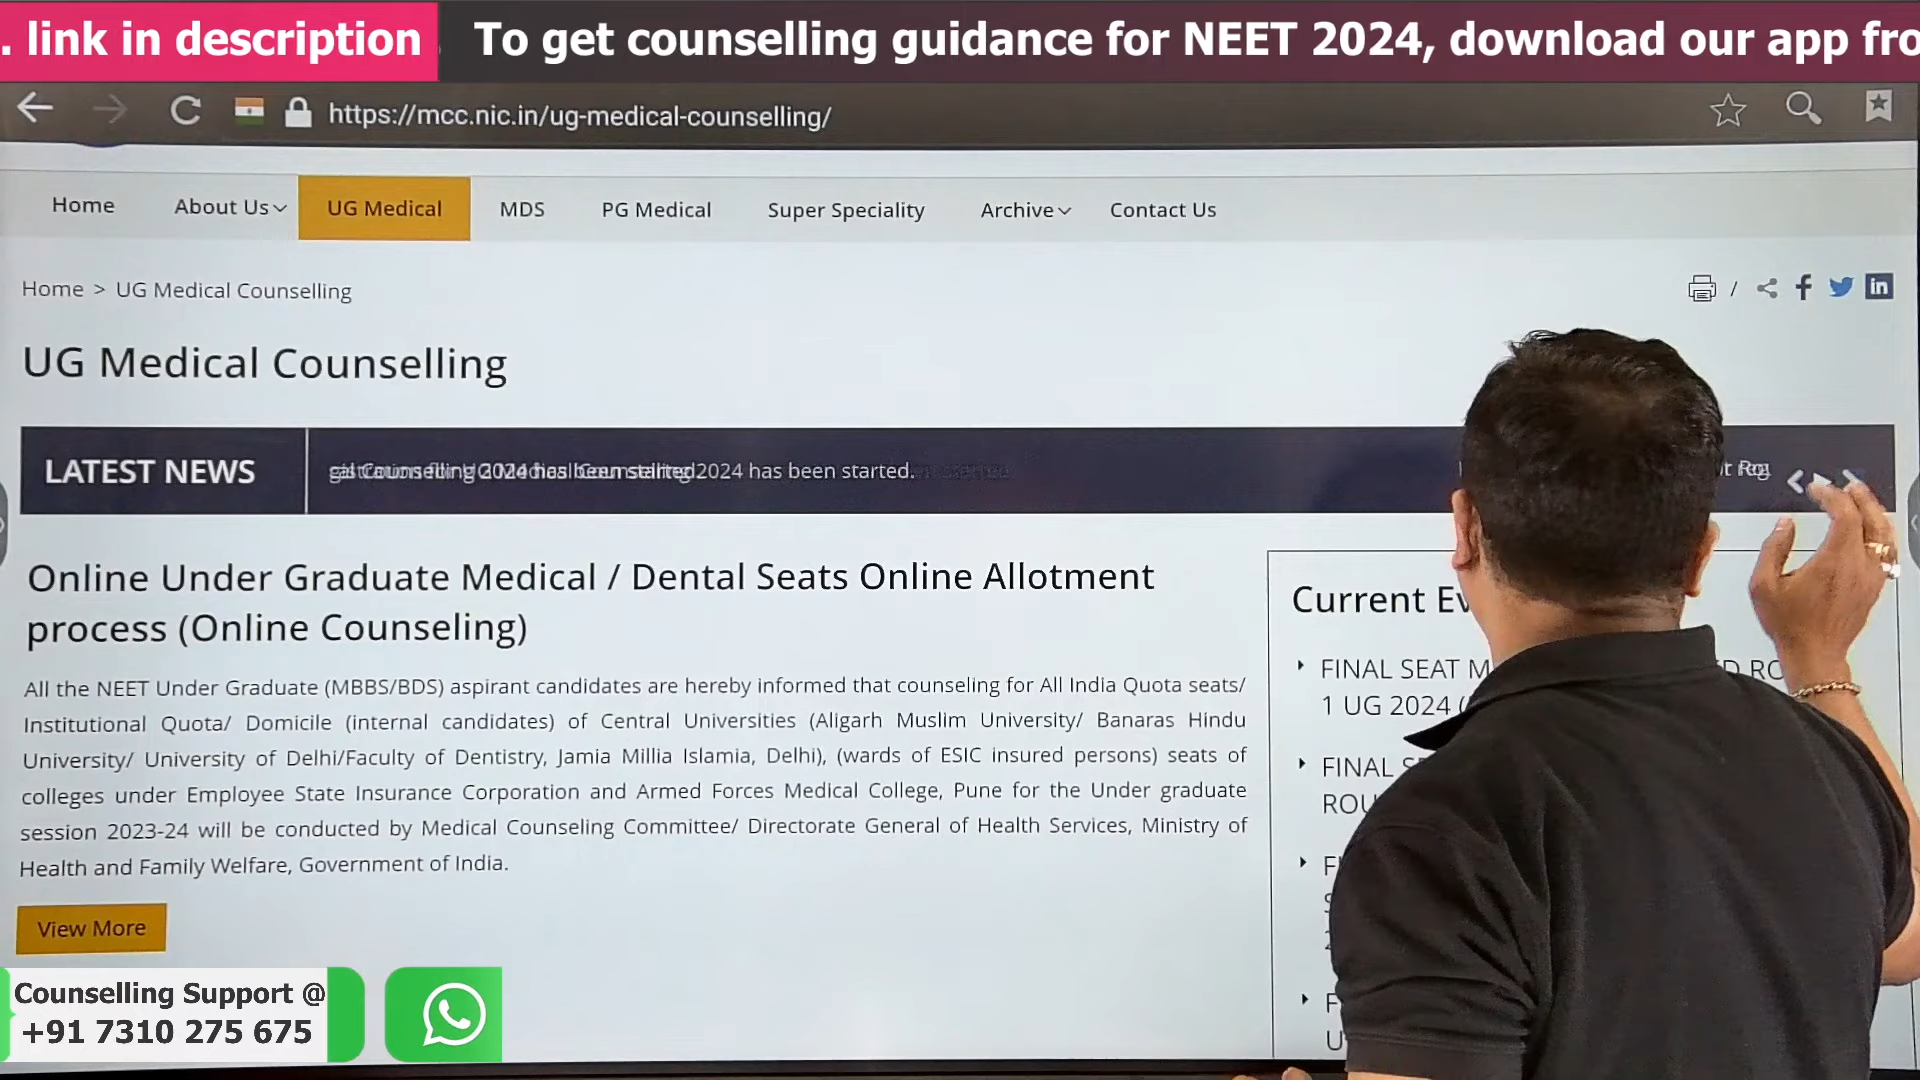 . link in description
To get counselling guidance for NEET 2024, download our app fro
https://mcc.nic.in/ug-medical-counselling/
Home About Us UG Medical MDS PG Medical Super Speciality Archive Contact Us
Home > UG Medical Counselling
/
UG Medical Counselling
LATEST NEWS
2024 has been started.
Online Under Graduate Medical / Dental Seats Online Allotment
process (Online Counseling)
All the NEET Under Graduate (MBBS/BDS) aspirant candidates are hereby informed that counseling for All India Quota seats/
Institutional Quota/ Domicile (internal candidates) of Central Universities (Aligarh Muslim University/ Banaras Hindu
University/ University of Delhi/Faculty of Dentistry, Jamia Millia Islamia, Delhi), (wards of ESIC insured persons) seats of
colleges under Employee State Insurance Corporation and Armed Forces Medical College, Pune for the Under graduate
session 2023-24 will be conducted by Medical Counseling Committee/ Directorate General of Health Services, Ministry of
Health and Family Welfare, Government of India.
View More
Current Ev
FINAL SEAT M D RO
1 UG 2024 (
FINAL S
ROU
Counselling Support @
+91 7310 275 675